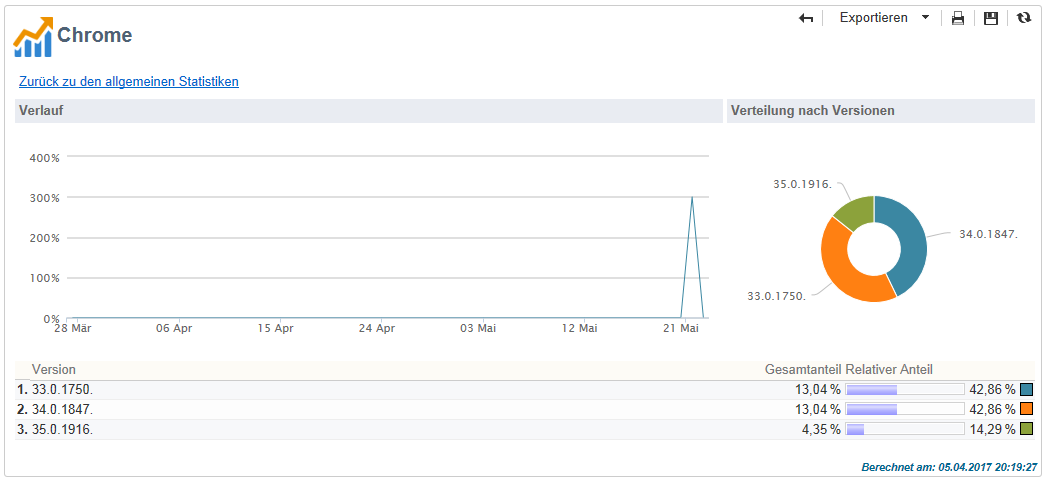 Exportieren
Chrome
Zurück zu den allgemeinen Statistiken
Verlauf
Verteilung nach Versionen
400%
300%
200%
100%
0%
28 Mär 06 Apr 15 Apr 24 Apr 03 Mai 12 Mai 21 Mai
35.0.1916.
34.0.1847.
33.0.1750.
Version Gesamtanteil Relativer Anteil
1. 33.0.1750. 13,04 % 42,86 %
2. 34.0.1847. 13,04 % 42,86 %
3. 35.0.1916. 4,35 % 14,29 %
Berechnet am: 05.04.2017 20:19:27